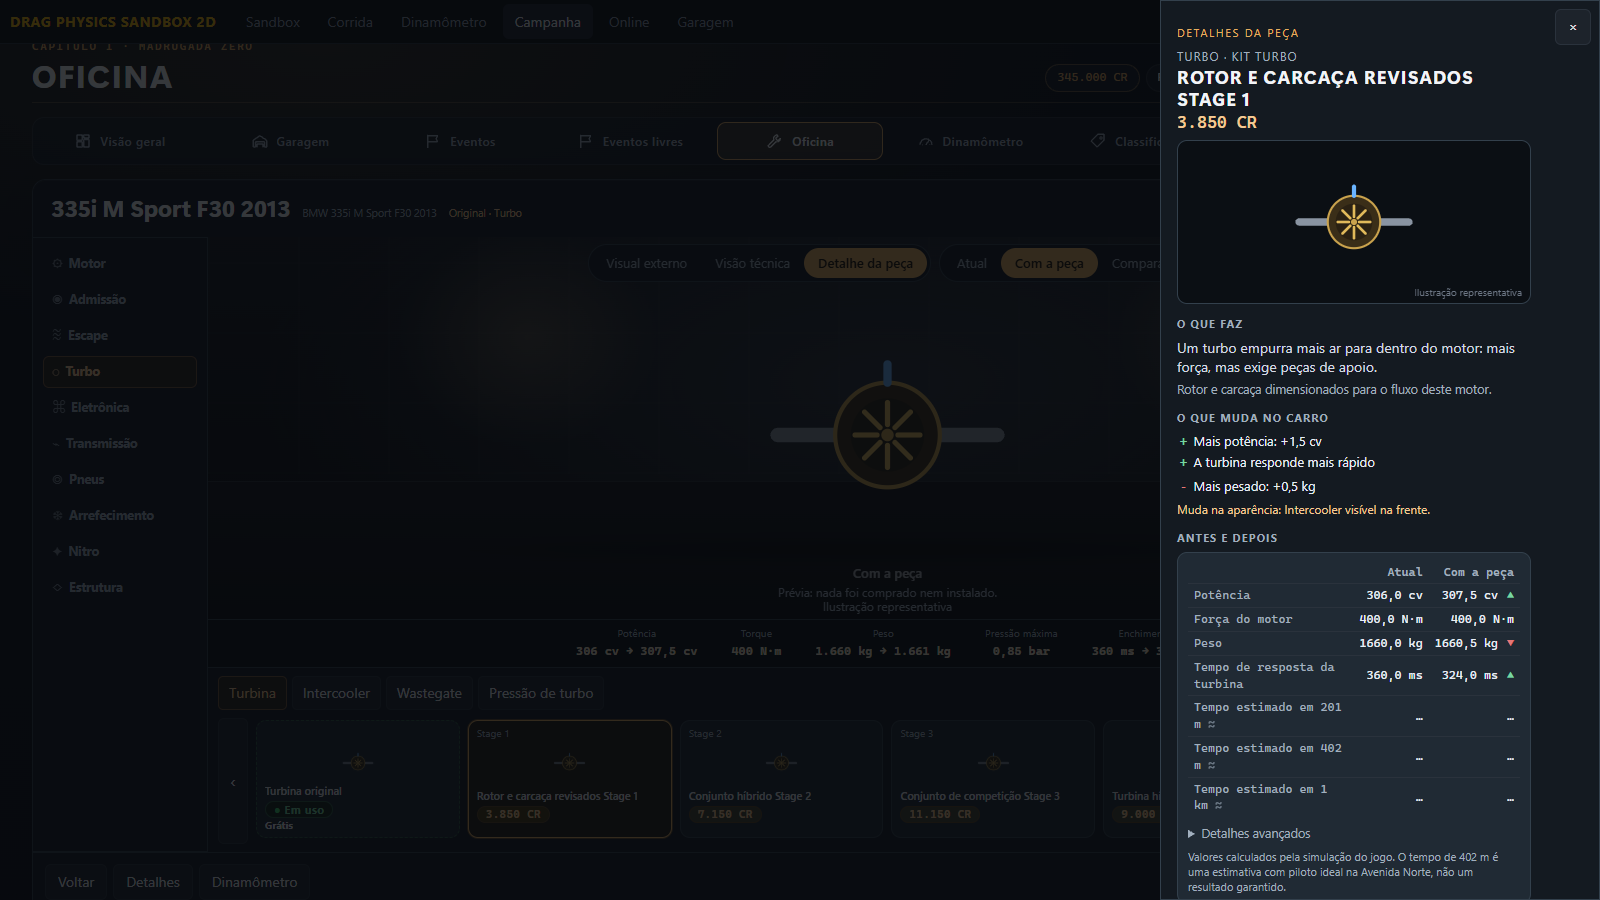 DRAG PHYSICS SANDBOX 2D
Sandbox
Corrida
Dinamômetro
Campanha
Online
Garagem
CAPÍTULO 1 · MADRUGADA ZERO
OFICINA
345.000 CR
Visão geral
Garagem
Eventos
Eventos livres
Oficina
Dinamômetro
Classifi
335i M Sport F30 2013
BMW 335i M Sport F30 2013
Original · Turbo
Motor
Admissão
Escape
Turbo
Eletrônica
Transmissão
Pneus
Arrefecimento
Nitro
Estrutura
Visual externo
Visão técnica
Detalhe da peça
Atual
Com a peça
Compara
Com a peça
Prévia: nada foi comprado nem instalado.
Ilustração representativa
Potência
306 cv → 307,5 cv
Torque
400 N·m
Peso
1.660 kg → 1.661 kg
Pressão máxima
0,85 bar
Enchime
360 ms → 3
Turbina
Intercooler
Wastegate
Pressão de turbo
Turbina original
• Em uso
Grátis
Stage 1
Rotor e carcaça revisados Stage 1
3.850 CR
Stage 2
Conjunto híbrido Stage 2
7.150 CR
Stage 3
Conjunto de competição Stage 3
11.150 CR
Turbina hí
9.000
Voltar
Detalhes
Dinamômetro
×
DETALHES DA PEÇA
TURBO · KIT TURBO
ROTOR E CARCAÇA REVISADOS
STAGE 1
3.850 CR
Ilustração representativa
O QUE FAZ
Um turbo empurra mais ar para dentro do motor: mais
força, mas exige peças de apoio.
Rotor e carcaça dimensionados para o fluxo deste motor.
O QUE MUDA NO CARRO
+ Mais potência: +1,5 cv
+ A turbina responde mais rápido
- Mais pesado: +0,5 kg
Muda na aparência: Intercooler visível na frente.
ANTES E DEPOIS
Atual Com a peça
Potência 306,0 cv 307,5 cv ▲
Força do motor 400,0 N·m 400,0 N·m
Peso 1660,0 kg 1660,5 kg ▼
Tempo de resposta da
turbina 360,0 ms 324,0 ms ▲
Tempo estimado em 201
m ≈ … …
Tempo estimado em 402
m ≈ … …
Tempo estimado em 1
km ≈ … …
▶ Detalhes avançados
Valores calculados pela simulação do jogo. O tempo de 402 m é
uma estimativa com piloto ideal na Avenida Norte, não um
resultado garantido.